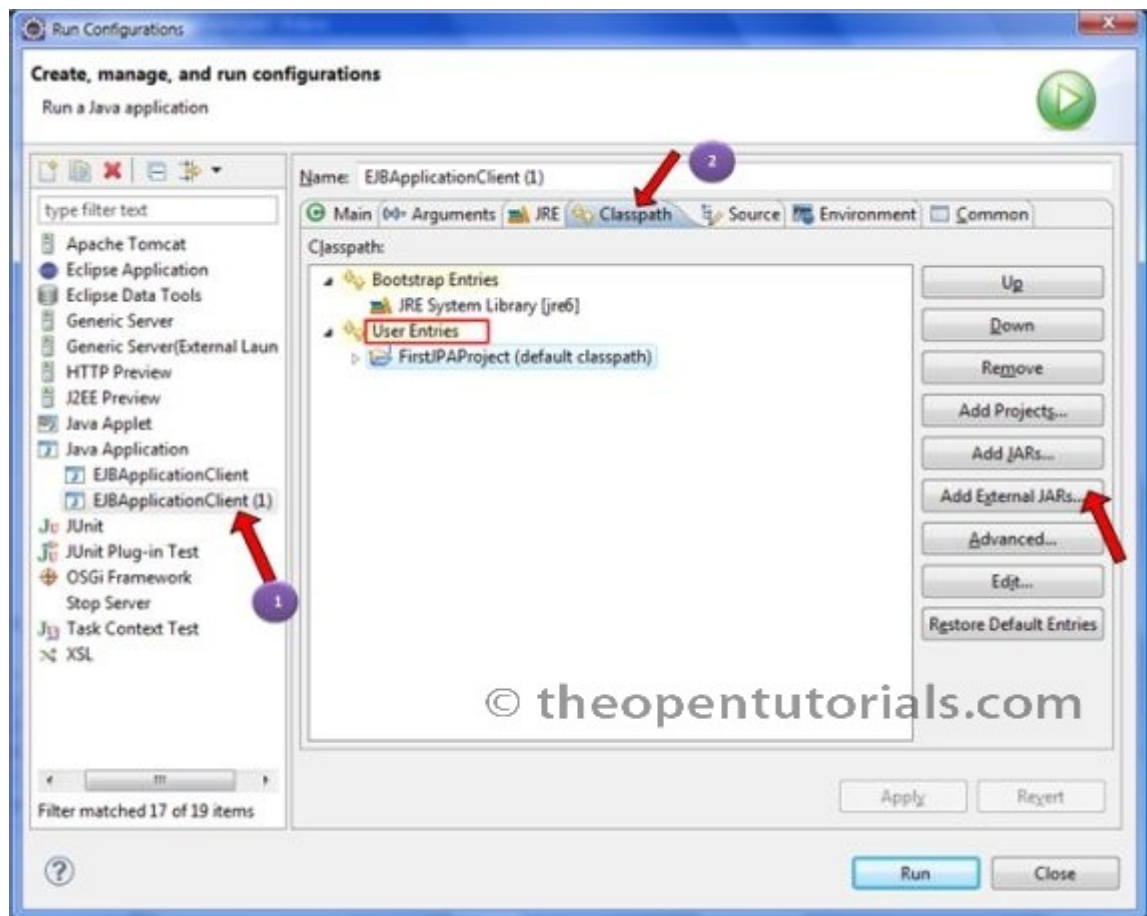 Run Configurations
Create, manage, and run configurations
Run a Java application
type filter text
Apache Tomcat
Eclipse Application
Eclipse Data Tools
Generic Server
Generic Server(External Laun
HTTP Preview
J2EE Preview
Java Applet
Java Application
EJBApplicationClient
EJBApplicationClient (1)
JUnit
JUnit Plug-in Test
OSGi Framework
Stop Server
Task Context Test
XSL
Filter matched 17 of 19 items
1
2
Name: EJBApplicationClient (1)
Main Arguments JRE Classpath Source Environment Common
Classpath:
Bootstrap Entries
JRE System Library [jre6]
User Entries
FirstJPAProject (default classpath)
Up
Down
Remove
Add Projects...
Add JARs...
Add External JARs...
Advanced...
Edit...
Restore Default Entries
© theopentutorials.com
Apply Revert
? Run Close